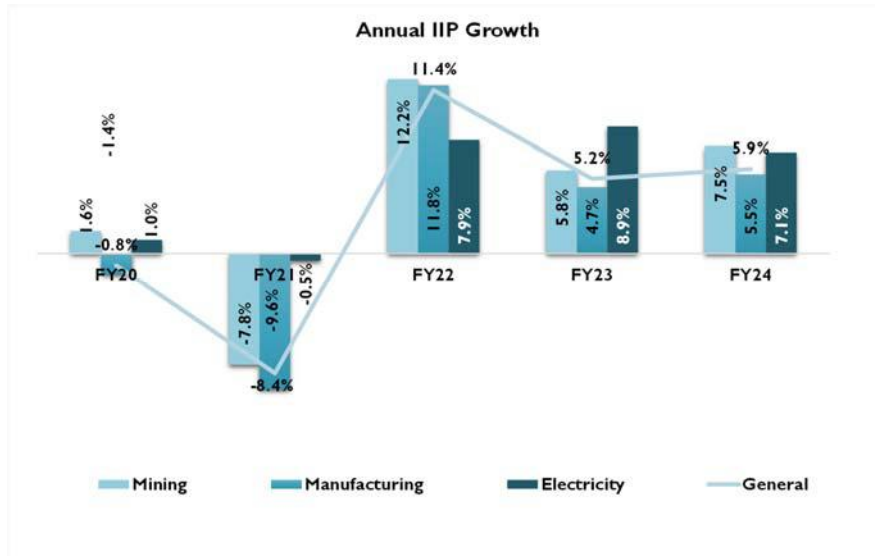 Annual IIP Growth
1.6%
-1.4%
-0.8%
1.0%
FY20
-7.8%
-9.6%
-0.5%
-8.4%
FY21
12.2%
11.8%
7.9%
11.4%
FY22
5.8%
4.7%
8.9%
5.2%
FY23
7.5%
5.5%
7.1%
5.9%
FY24
Mining
Manufacturing
Electricity
General